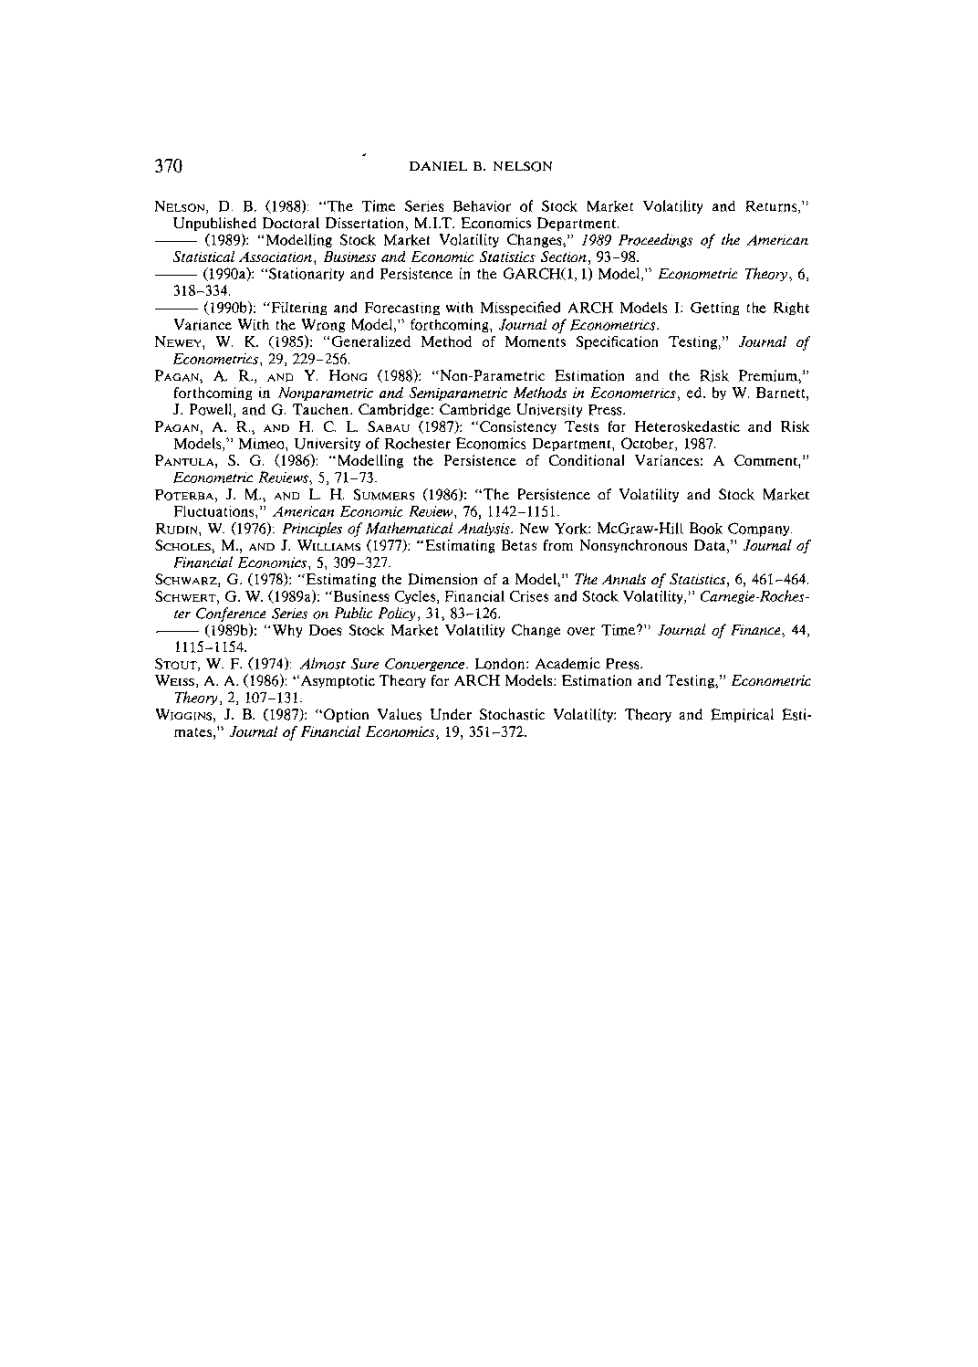 370 DANIEL B. NELSON
NELSON, D. B. (1988): "The Time Series Behavior of Stock Market Volatility and Returns,"
Unpublished Doctoral Dissertation, M.I.T. Economics Department.
——— (1989): "Modelling Stock Market Volatility Changes," 1989 Proceedings of the American
Statistical Association, Business and Economic Statistics Section, 93–98.
——— (1990a): "Stationarity and Persistence in the GARCH(1, 1) Model," Econometric Theory, 6,
318–334.
——— (1990b): "Filtering and Forecasting with Misspecified ARCH Models I: Getting the Right
Variance With the Wrong Model," forthcoming, Journal of Econometrics.
NEWEY, W. K. (1985): "Generalized Method of Moments Specification Testing," Journal of
Econometrics, 29, 229–256.
PAGAN, A. R., AND Y. HONG (1988): "Non-Parametric Estimation and the Risk Premium,"
forthcoming in Nonparametric and Semiparametric Methods in Econometrics, ed. by W. Barnett,
J. Powell, and G. Tauchen. Cambridge: Cambridge University Press.
PAGAN, A. R., AND H. C. L. SABAU (1987): "Consistency Tests for Heteroskedastic and Risk
Models," Mimeo, University of Rochester Economics Department, October, 1987.
PANTULA, S. G. (1986): "Modelling the Persistence of Conditional Variances: A Comment,"
Econometric Reviews, 5, 71–73.
POTERBA, J. M., AND L. H. SUMMERS (1986): "The Persistence of Volatility and Stock Market
Fluctuations," American Economic Review, 76, 1142–1151.
RUDIN, W. (1976): Principles of Mathematical Analysis. New York: McGraw-Hill Book Company.
SCHOLES, M., AND J. WILLIAMS (1977): "Estimating Betas from Nonsynchronous Data," Journal of
Financial Economics, 5, 309–327.
SCHWARZ, G. (1978): "Estimating the Dimension of a Model," The Annals of Statistics, 6, 461–464.
SCHWERT, G. W. (1989a): "Business Cycles, Financial Crises and Stock Volatility," Carnegie-Roches-
ter Conference Series on Public Policy, 31, 83–126.
——— (1989b): "Why Does Stock Market Volatility Change over Time?" Journal of Finance, 44,
1115–1154.
STOUT, W. F. (1974): Almost Sure Convergence. London: Academic Press.
WEISS, A. A. (1986): "Asymptotic Theory for ARCH Models: Estimation and Testing," Econometric
Theory, 2, 107–131.
WIGGINS, J. B. (1987): "Option Values Under Stochastic Volatility: Theory and Empirical Esti-
mates," Journal of Financial Economics, 19, 351–372.